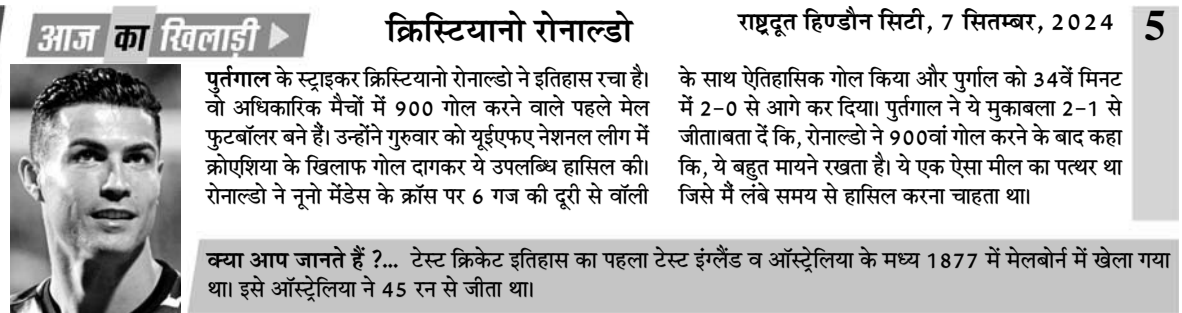 आज का खिलाड़ी
क्रिस्टियानो रोनाल्डो
राष्ट्रदूत हिण्डौन सिटी, 7 सितम्बर, 2024
5
पुर्तगाल के स्ट्राइकर क्रिस्टियानो रोनाल्डो ने इतिहास रचा है।
वो अधिकारिक मैचों में 900 गोल करने वाले पहले मेल
फुटबॉलर बने हैं। उन्होंने गुरुवार को यूईएफए नेशनल लीग में
क्रोएशिया के खिलाफ गोल दागकर ये उपलब्धि हासिल की।
रोनाल्डो ने नूनो मेंडेस के क्रॉस पर 6 गज की दूरी से वॉली
के साथ ऐतिहासिक गोल किया और पुर्गाल को 34वें मिनट
में 2-0 से आगे कर दिया। पुर्तगाल ने ये मुकाबला 2-1 से
जीता।बता दें कि, रोनाल्डो ने 900वां गोल करने के बाद कहा
कि, ये बहुत मायने रखता है। ये एक ऐसा मील का पत्थर था
जिसे मैं लंबे समय से हासिल करना चाहता था।
क्या आप जानते हैं ?... टेस्ट क्रिकेट इतिहास का पहला टेस्ट इंग्लैंड व ऑस्ट्रेलिया के मध्य 1877 में मेलबोर्न में खेला गया
था। इसे ऑस्ट्रेलिया ने 45 रन से जीता था।